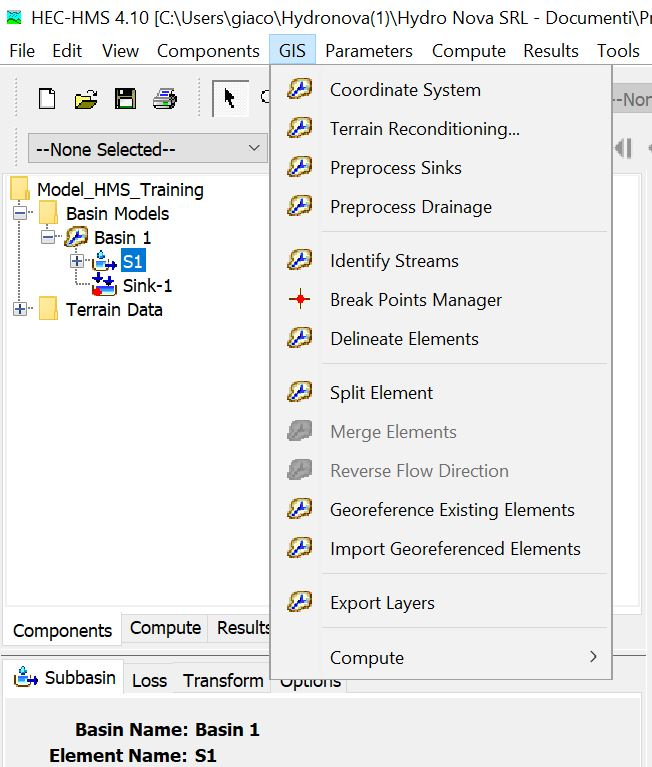 HEC-HMS 4.10 [C:\Users\giaco\Hydronova(1)\Hydro Nova SRL - Documenti\Pr
File Edit View Components GIS Parameters Compute Results Tools
--None Selected--
--Non
Model_HMS_Training
Basin Models
Basin 1
S1
Sink-1
Terrain Data
Coordinate System
Terrain Reconditioning...
Preprocess Sinks
Preprocess Drainage
Identify Streams
Break Points Manager
Delineate Elements
Split Element
Merge Elements
Reverse Flow Direction
Georeference Existing Elements
Import Georeferenced Elements
Export Layers
Compute
Components Compute Results
Subbasin Loss Transform Options
Basin Name: Basin 1
Element Name: S1